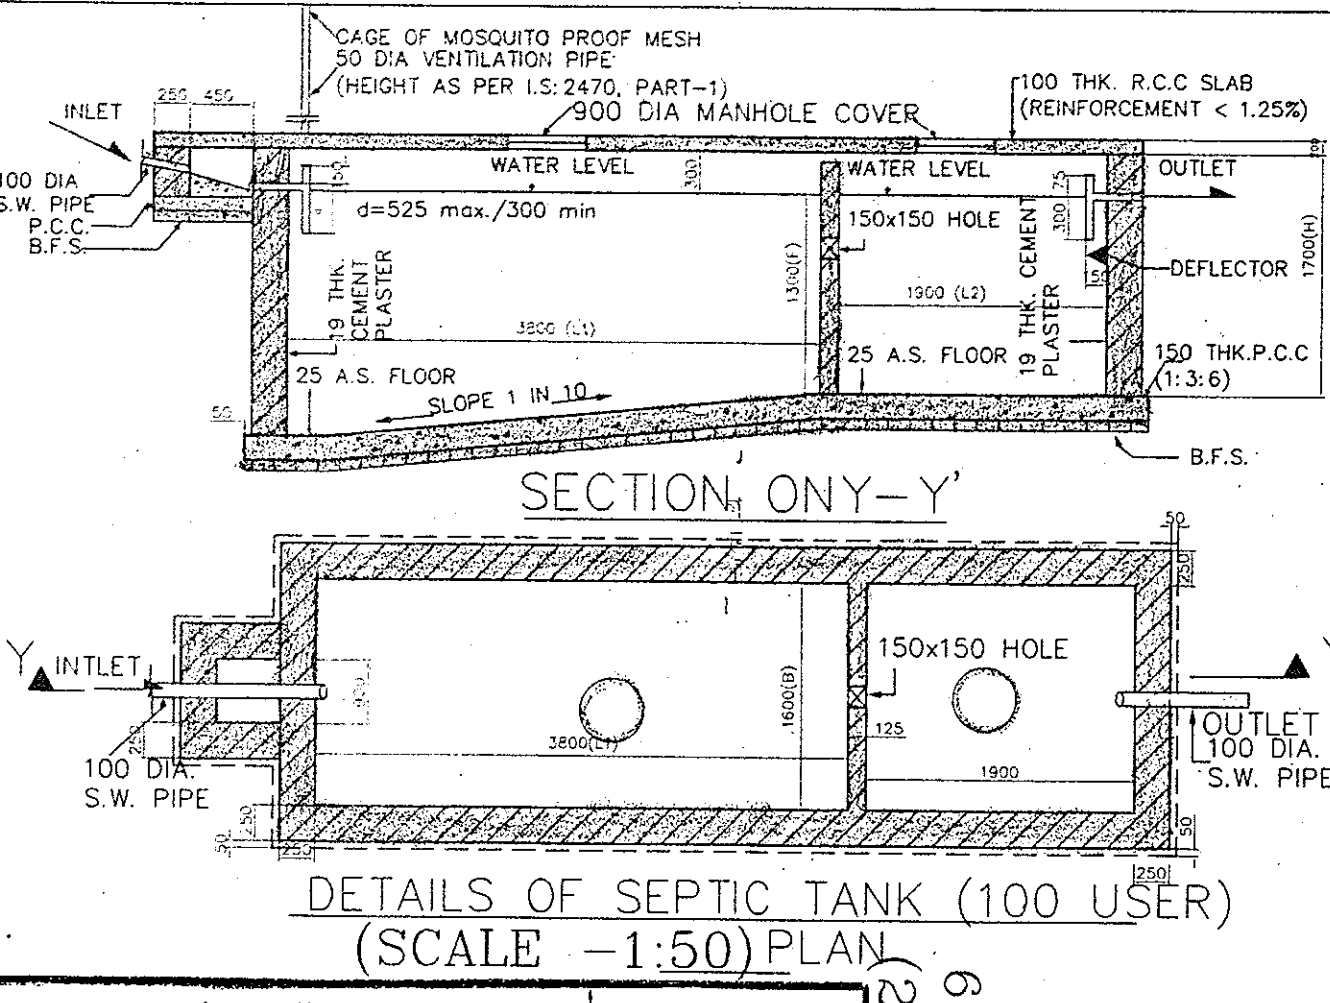 CAGE OF MOSQUITO PROOF MESH
50 DIA VENTILATION PIPE
(HEIGHT AS PER I.S: 2470, PART-1)
900 DIA MANHOLE COVER
100 THK. R.C.C SLAB
(REINFORCEMENT < 1.25%)
250 450
INLET
WATER LEVEL
300
WATER LEVEL
75
OUTLET
100 DIA
S.W. PIPE
P.C.C.
B.F.S.
d=525 max./300 min
150x150 HOLE
300
DEFLECTOR
1700(H)
19 THK.
CEMENT
PLASTER
1300(F)
1900 (L2)
19 THK. CEMENT
PLASTER
50
3800 (L1)
25 A.S. FLOOR
25 A.S. FLOOR
150 THK.P.C.C
(1:3:6)
SLOPE 1 IN 10
50
B.F.S.
SECTION ONY-Y'
50
250
Y
INTLET
150x150 HOLE
1600(B)
125
3800(L1)
1900
250
100 DIA.
S.W. PIPE
OUTLET
100 DIA.
S.W. PIPE
250
50
250
50
250
DETAILS OF SEPTIC TANK (100 USER)
(SCALE -1:50) PLAN